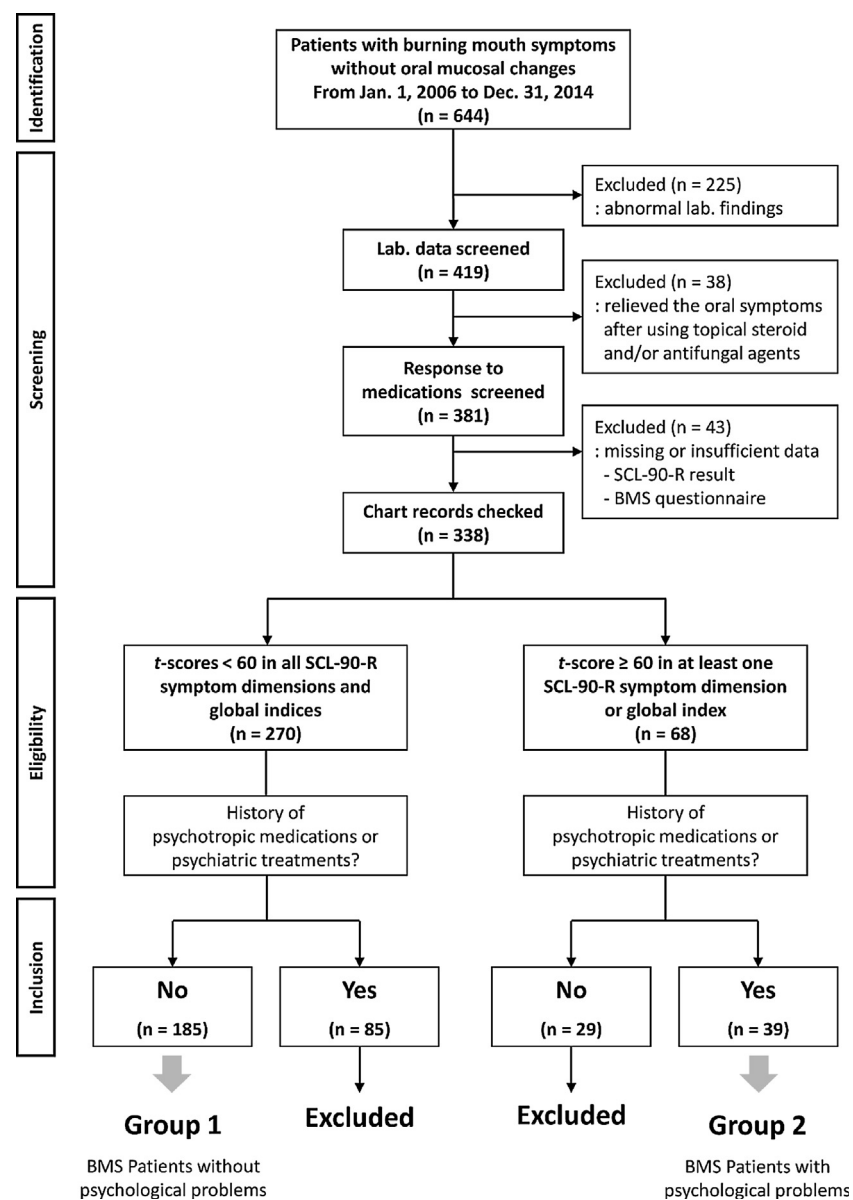 Identification
Patients with burning mouth symptoms
without oral mucosal changes
From Jan. 1, 2006 to Dec. 31, 2014
(n = 644)
Screening
Excluded (n = 225)
: abnormal lab. findings
Lab. data screened
(n = 419)
Excluded (n = 38)
: relieved the oral symptoms
after using topical steroid
and/or antifungal agents
Response to
medications screened
(n = 381)
Excluded (n = 43)
: missing or insufficient data
- SCL-90-R result
- BMS questionnaire
Chart records checked
(n = 338)
Eligibility
t-scores < 60 in all SCL-90-R
symptom dimensions and
global indices
(n = 270)
t-score ≥ 60 in at least one
SCL-90-R symptom dimension
or global index
(n = 68)
History of
psychotropic medications or
psychiatric treatments?
History of
psychotropic medications or
psychiatric treatments?
Inclusion
No
(n = 185)
Yes
(n = 85)
No
(n = 29)
Yes
(n = 39)
Group 1
BMS Patients without
psychological problems
Excluded
Excluded
Group 2
BMS Patients with
psychological problems